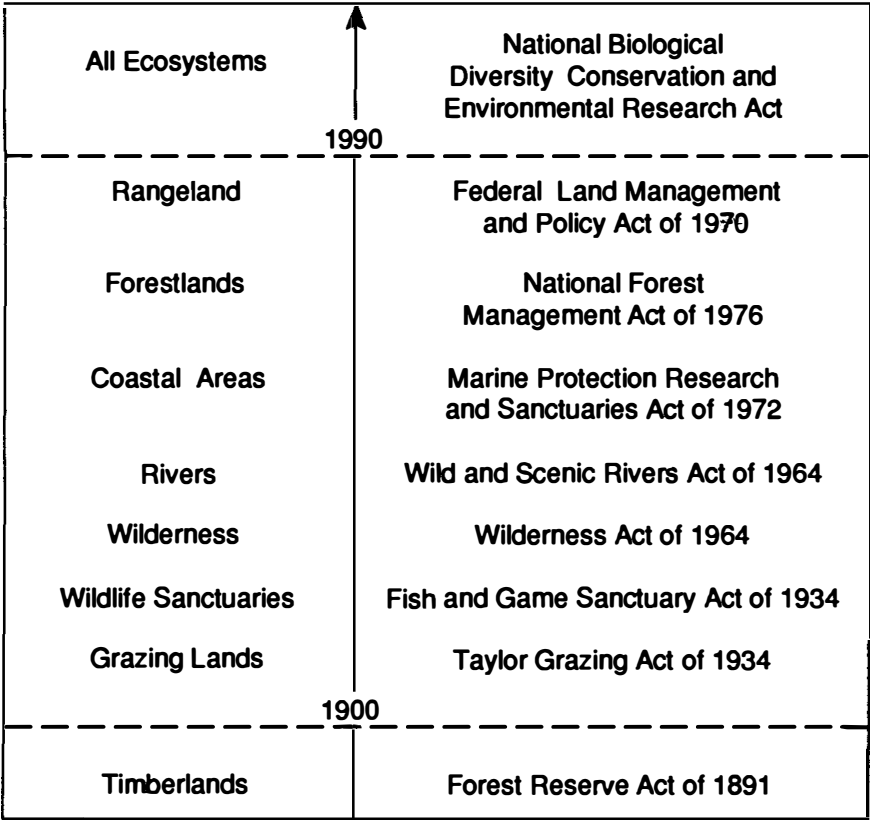 All Ecosystems
National Biological
Diversity Conservation and
Environmental Research Act
1990
Rangeland
Federal Land Management
and Policy Act of 1970
Forestlands
National Forest
Management Act of 1976
Coastal Areas
Marine Protection Research
and Sanctuaries Act of 1972
Rivers
Wild and Scenic Rivers Act of 1964
Wilderness
Wilderness Act of 1964
Wildlife Sanctuaries
Fish and Game Sanctuary Act of 1934
Grazing Lands
Taylor Grazing Act of 1934
1900
Timberlands
Forest Reserve Act of 1891